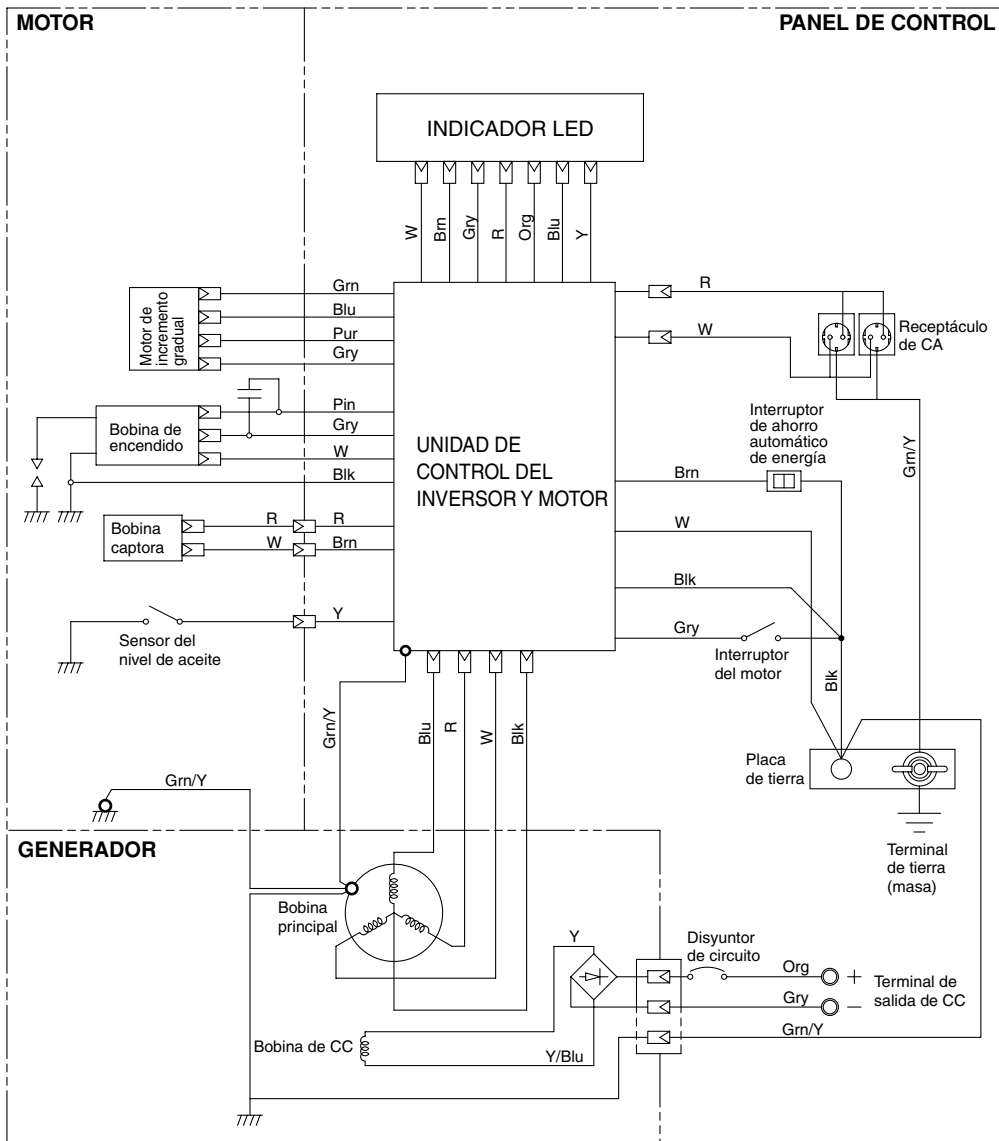 MOTOR
PANEL DE CONTROL
INDICADOR LED
W
Brn
Gry
R
Org
Blu
Y
Motor de
incremento
gradual
Grn
Blu
Pur
Gry
R
W
Receptáculo
de CA
Bobina de
encendido
Pin
Gry
W
Blk
UNIDAD DE
CONTROL DEL
INVERSOR Y MOTOR
Interruptor
de ahorro
automático
de energía
Brn
Grn/Y
Bobina
captora
R
R
W
Brn
W
Blk
Sensor del
nivel de aceite
Y
Gry
Interruptor
del motor
Blk
Grn/Y
Blu
R
W
Blk
Placa
de tierra
Grn/Y
Terminal
de tierra
(masa)
GENERADOR
Bobina
principal
Y
Disyuntor
de circuito
Org
+
Gry
–
Terminal de
salida de CC
Grn/Y
Bobina de CC
Y/Blu